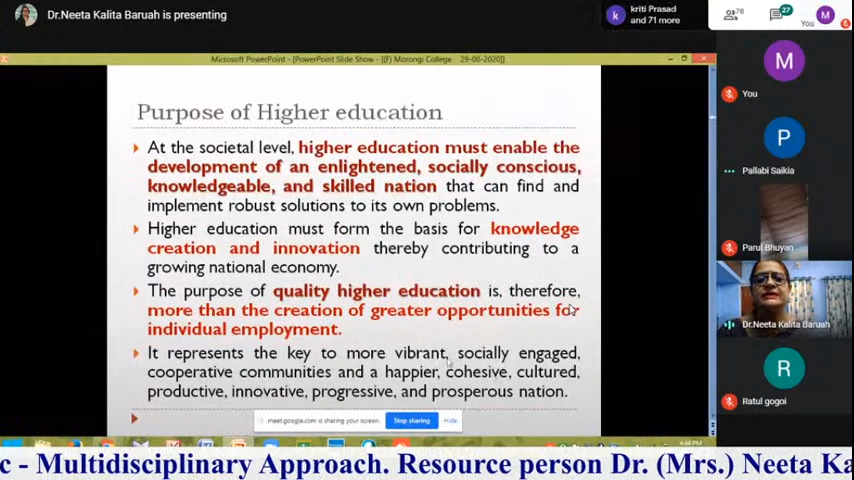 Dr.Neeta Kalita Baruah is presenting
k
kriti Prasad
and 71 more
78
27
You
M
Microsoft PowerPoint - [PowerPoint Slide Show - [(F) Morongi College 29-08-2020]]
Purpose of Higher education
At the societal level, higher education must enable the
development of an enlightened, socially conscious,
knowledgeable, and skilled nation that can find and
implement robust solutions to its own problems.
Higher education must form the basis for knowledge
creation and innovation thereby contributing to a
growing national economy.
The purpose of quality higher education is, therefore,
more than the creation of greater opportunities for
individual employment.
It represents the key to more vibrant, socially engaged,
cooperative communities and a happier, cohesive, cultured,
productive, innovative, progressive, and prosperous nation.
meet.google.com is sharing your screen.
Stop sharing
Hide
M
You
P
Pallabi Saikia
Parul Bhuyan
Dr.Neeta Kalita Baruah
R
Ratul gogoi
c - Multidisciplinary Approach. Resource person Dr. (Mrs.) Neeta Ka